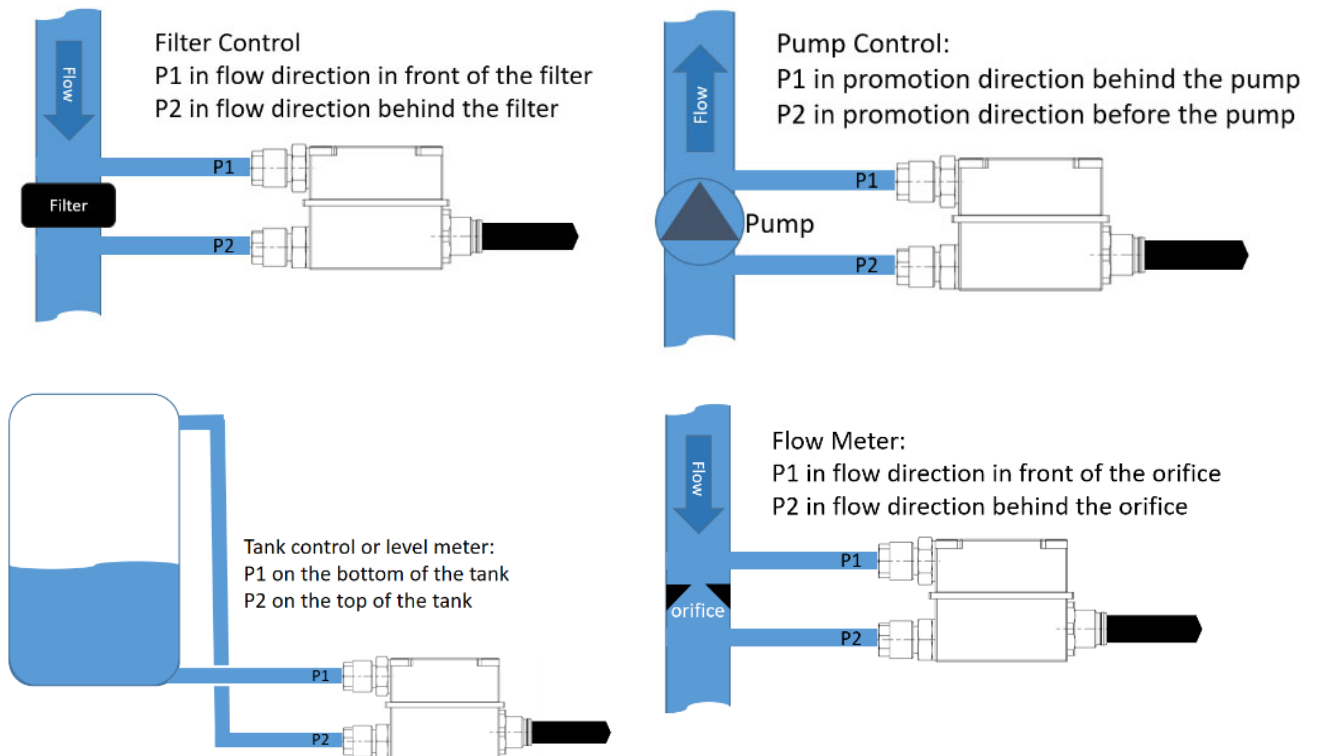 Flow
Filter Control
P1 in flow direction in front of the filter
P2 in flow direction behind the filter
P1
Filter
P2
Flow
Pump Control:
P1 in promotion direction behind the pump
P2 in promotion direction before the pump
P1
Pump
P2
Tank control or level meter:
P1 on the bottom of the tank
P2 on the top of the tank
P1
P2
Flow
Flow Meter:
P1 in flow direction in front of the orifice
P2 in flow direction behind the orifice
P1
orifice
P2